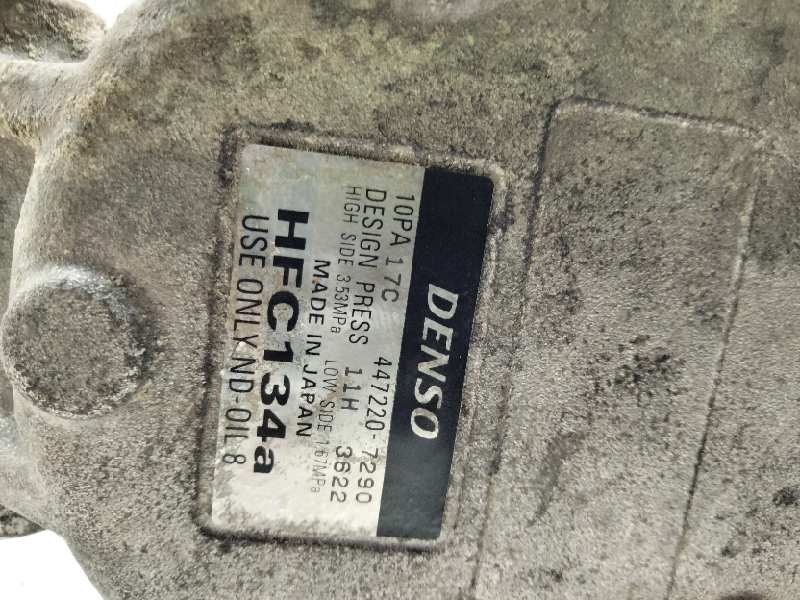 DENSO
10PA17C 447220-7290
DESIGN PRESS 11H 3622
HIGH SIDE 3.53MPa LOW SIDE 1.67MPa
MADE IN JAPAN
HFC134a
USE ONLY ND-OIL 8